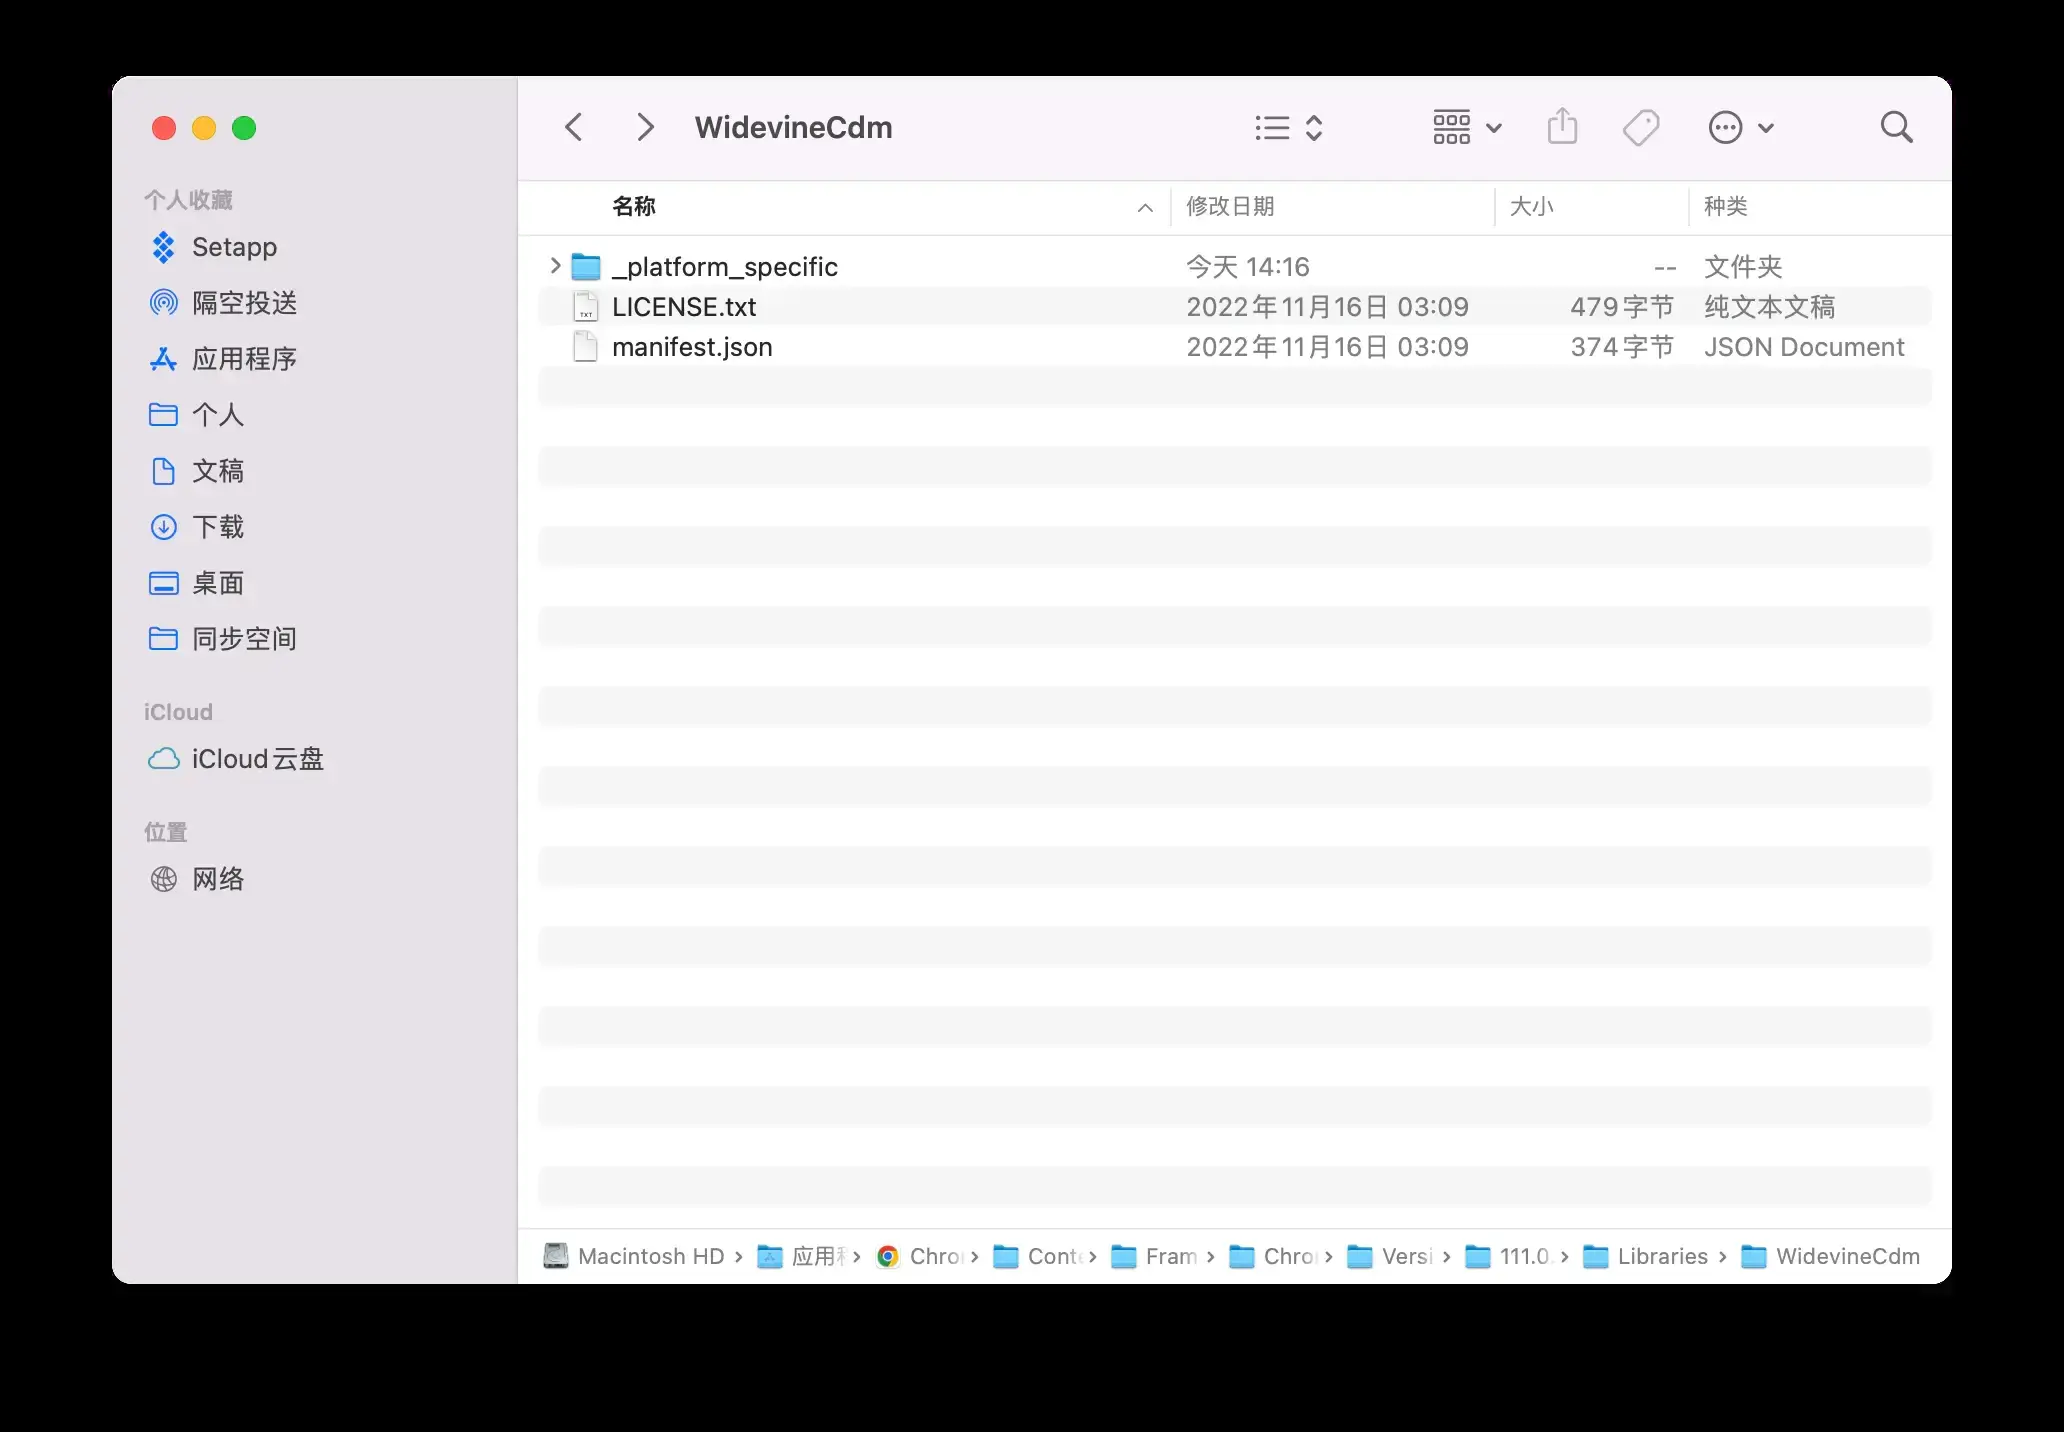 WidevineCdm
个人收藏
Setapp
隔空投送
应用程序
个人
文稿
下载
桌面
同步空间
iCloud
iCloud云盘
位置
网络
名称 修改日期 大小 种类
_platform_specific 今天 14:16 -- 文件夹
LICENSE.txt 2022年11月16日 03:09 479字节 纯文本文稿
manifest.json 2022年11月16日 03:09 374字节 JSON Document
Macintosh HD › 应用 › Chro › Cont › Fram › Chro › Versi › 111.0. › Libraries › WidevineCdm